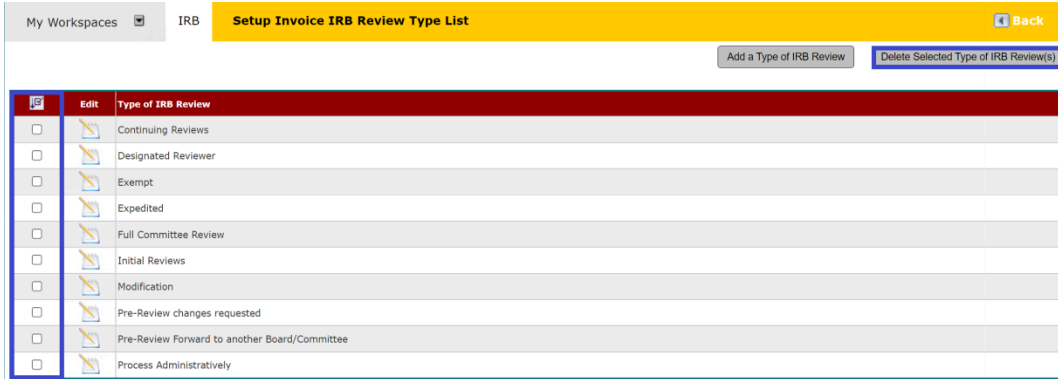 My Workspaces IRB Setup Invoice IRB Review Type List Back
Add a Type of IRB Review Delete Selected Type of IRB Review(s)
Edit Type of IRB Review
Continuing Reviews
Designated Reviewer
Exempt
Expedited
Full Committee Review
Initial Reviews
Modification
Pre-Review changes requested
Pre-Review Forward to another Board/Committee
Process Administratively